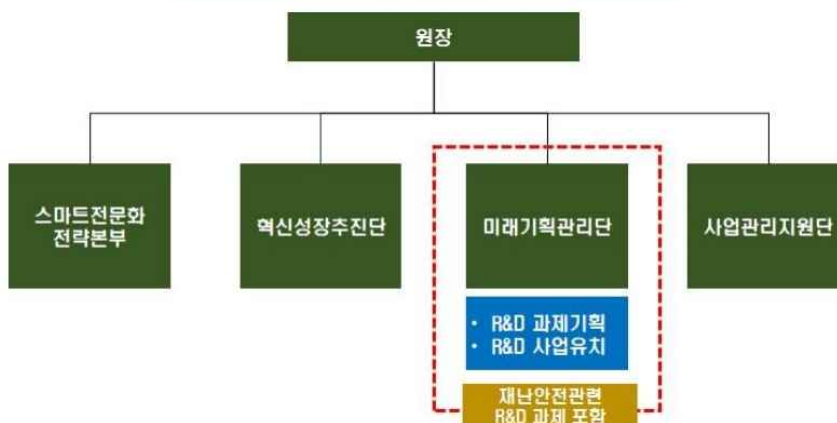 원장
스마트전문화
전략본부
혁신성장추진단
미래기획관리단
사업관리지원단
• R&D 과제기획
• R&D 사업유치
재난안전관련
R&D 과제 포함